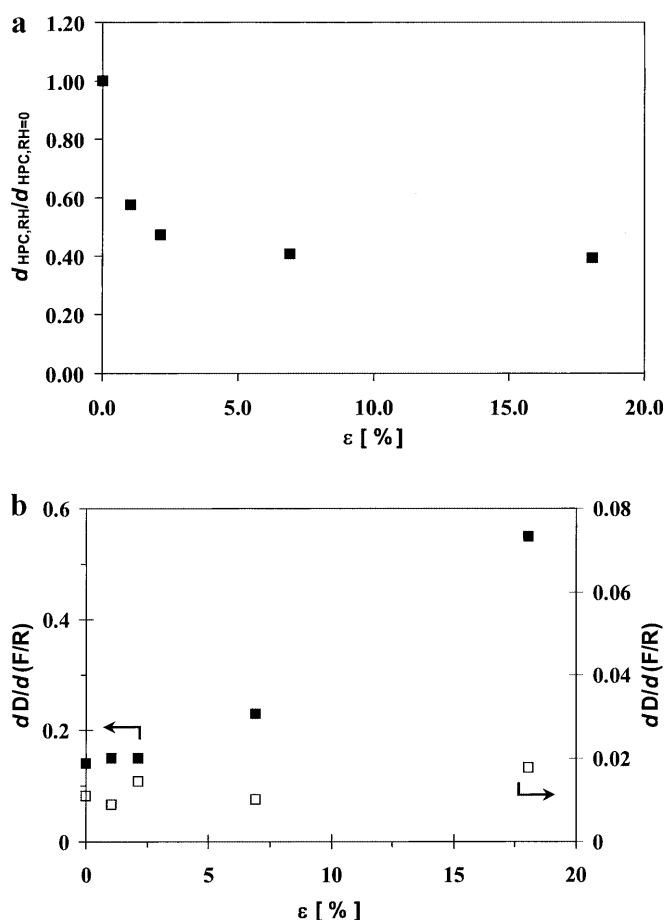 a
1.20
1.00
0.80
0.60
0.40
0.20
0.00
d HPC,RH/d HPC,RH=0
0.0 5.0 10.0 15.0 20.0
ε [ % ]
b
0.6 0.08
0.06
0.4
0.04
0.2 0.02
0 0
dD/d(F/R)
dD/d(F/R)
0 5 10 15 20
ε [ % ]